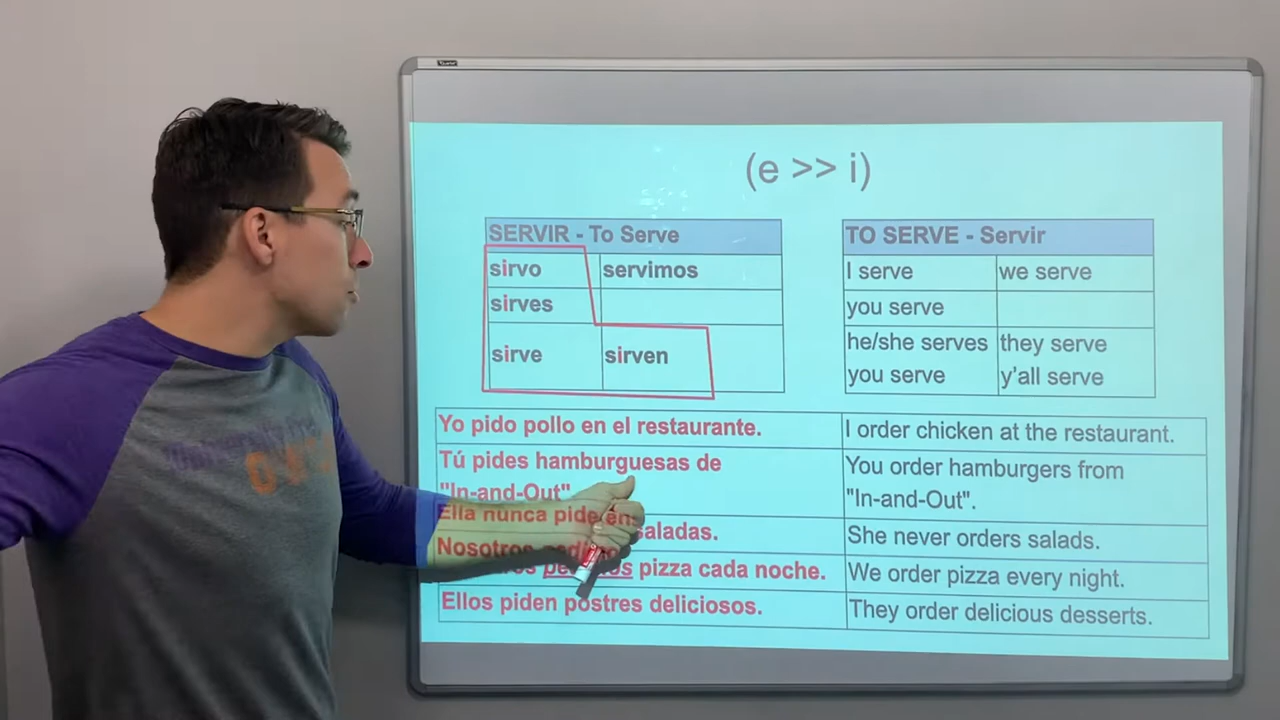 (e >> i)
SERVIR - To Serve
sirvo servimos
sirves
sirve sirven
TO SERVE - Servir
I serve we serve
you serve
he/she serves they serve
you serve y'all serve
Yo pido pollo en el restaurante. I order chicken at the restaurant.
Tú pides hamburguesas de You order hamburgers from
"In-and-Out" "In-and-Out".
Ella nunca pide saladas. She never orders salads.
Nosotros pizza cada noche. We order pizza every night.
Ellos piden postres deliciosos. They order delicious desserts.